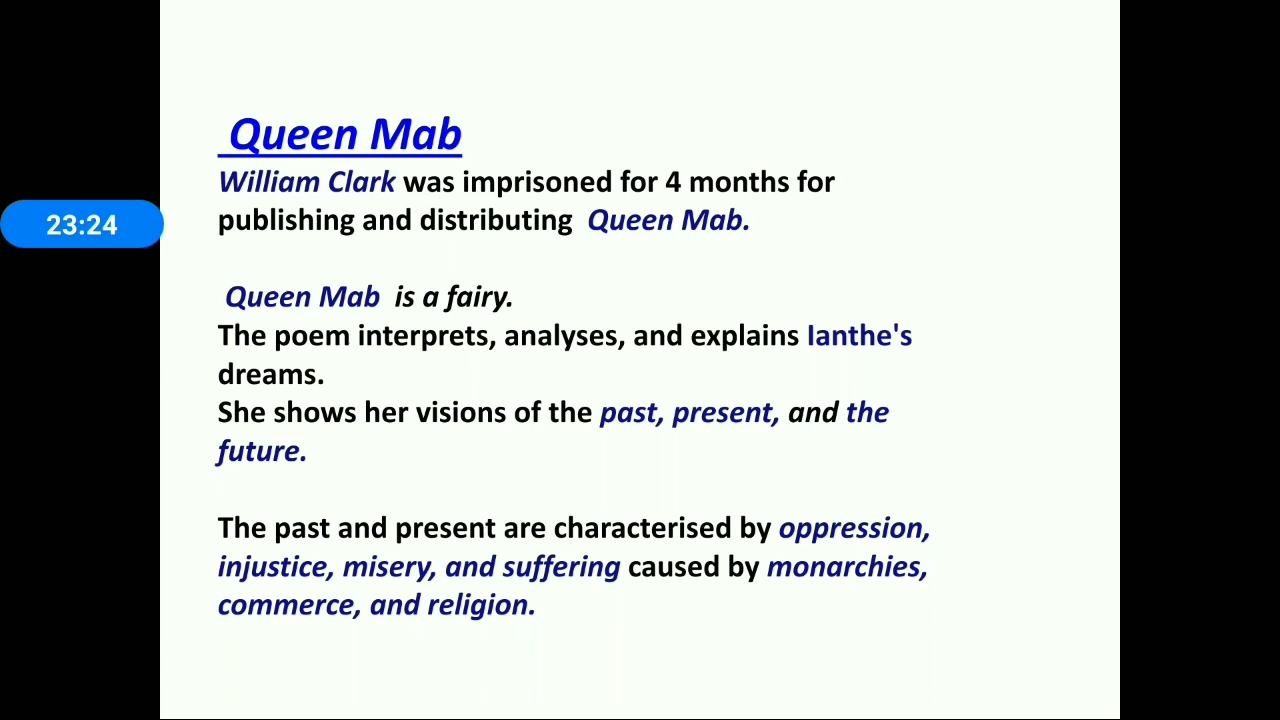 Queen Mab
William Clark was imprisoned for 4 months for
publishing and distributing Queen Mab.
23:24
Queen Mab is a fairy.
The poem interprets, analyses, and explains Ianthe's
dreams.
She shows her visions of the past, present, and the
future.
The past and present are characterised by oppression,
injustice, misery, and suffering caused by monarchies,
commerce, and religion.